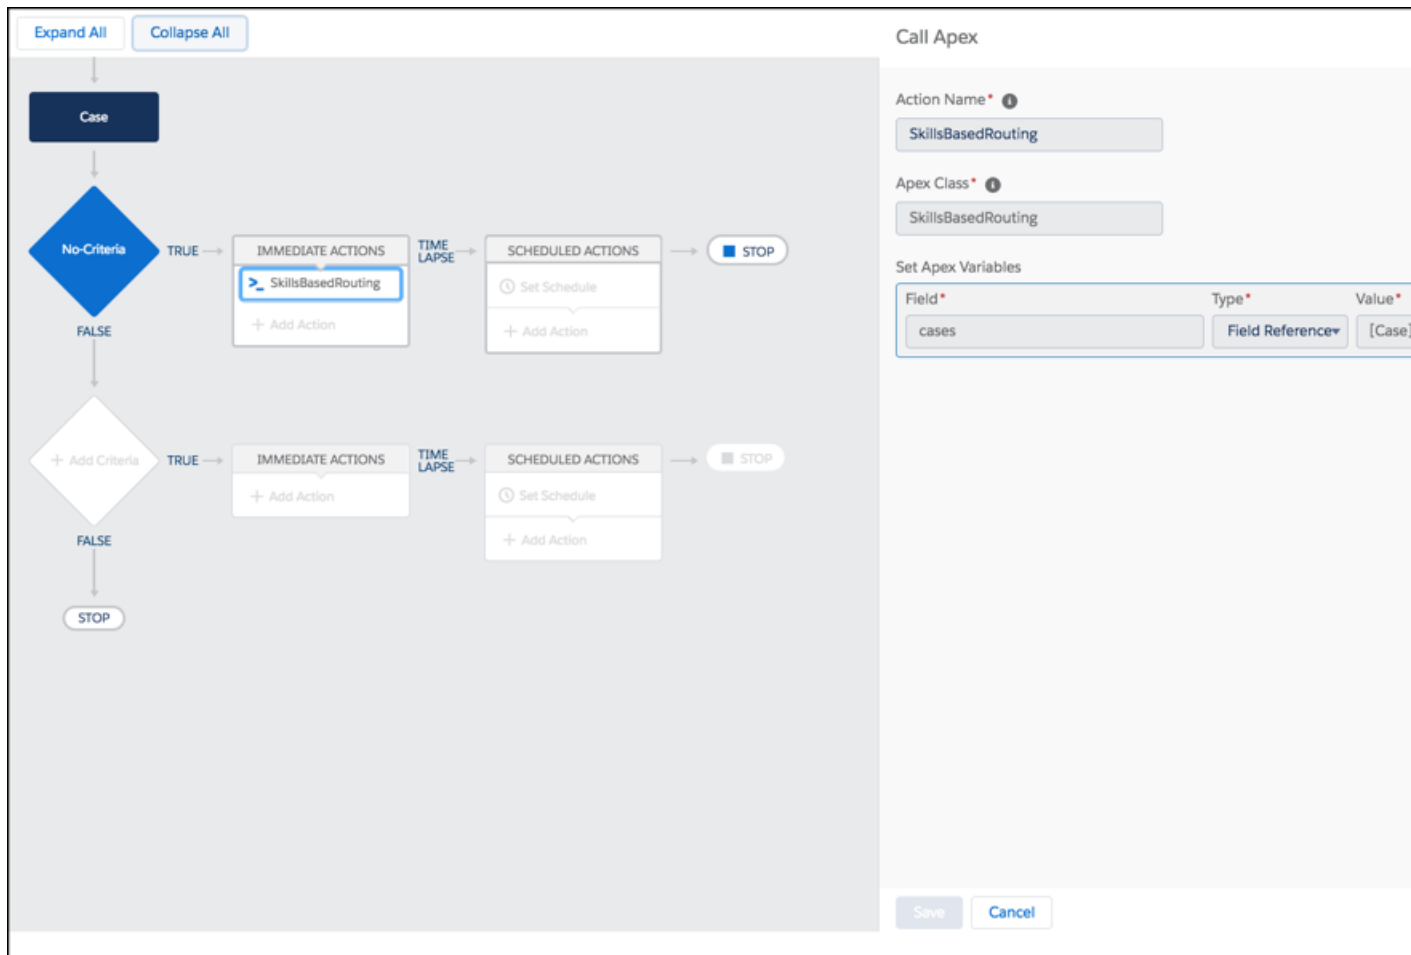 Expand All
Collapse All
Call Apex
Action Name*
SkillsBasedRouting
Apex Class*
SkillsBasedRouting
Set Apex Variables
Field*
Type*
Value*
cases
Field Reference
[Case]
Case
No-Criteria
TRUE
IMMEDIATE ACTIONS
SkillsBasedRouting
+ Add Action
TIME
LAPSE
SCHEDULED ACTIONS
Set Schedule
+ Add Action
STOP
FALSE
+ Add Criteria
TRUE
IMMEDIATE ACTIONS
+ Add Action
TIME
LAPSE
SCHEDULED ACTIONS
Set Schedule
+ Add Action
STOP
FALSE
STOP
Save
Cancel